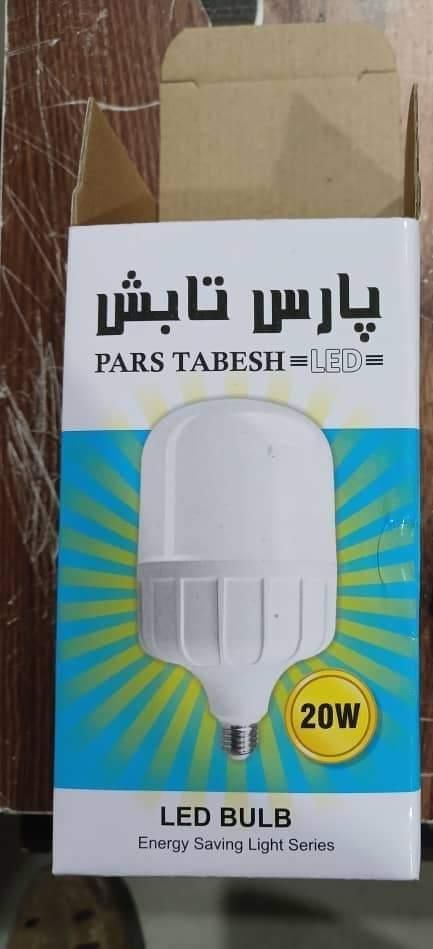 پارس تابش
PARS TABESH LED
20W
LED BULB
Energy Saving Light Series